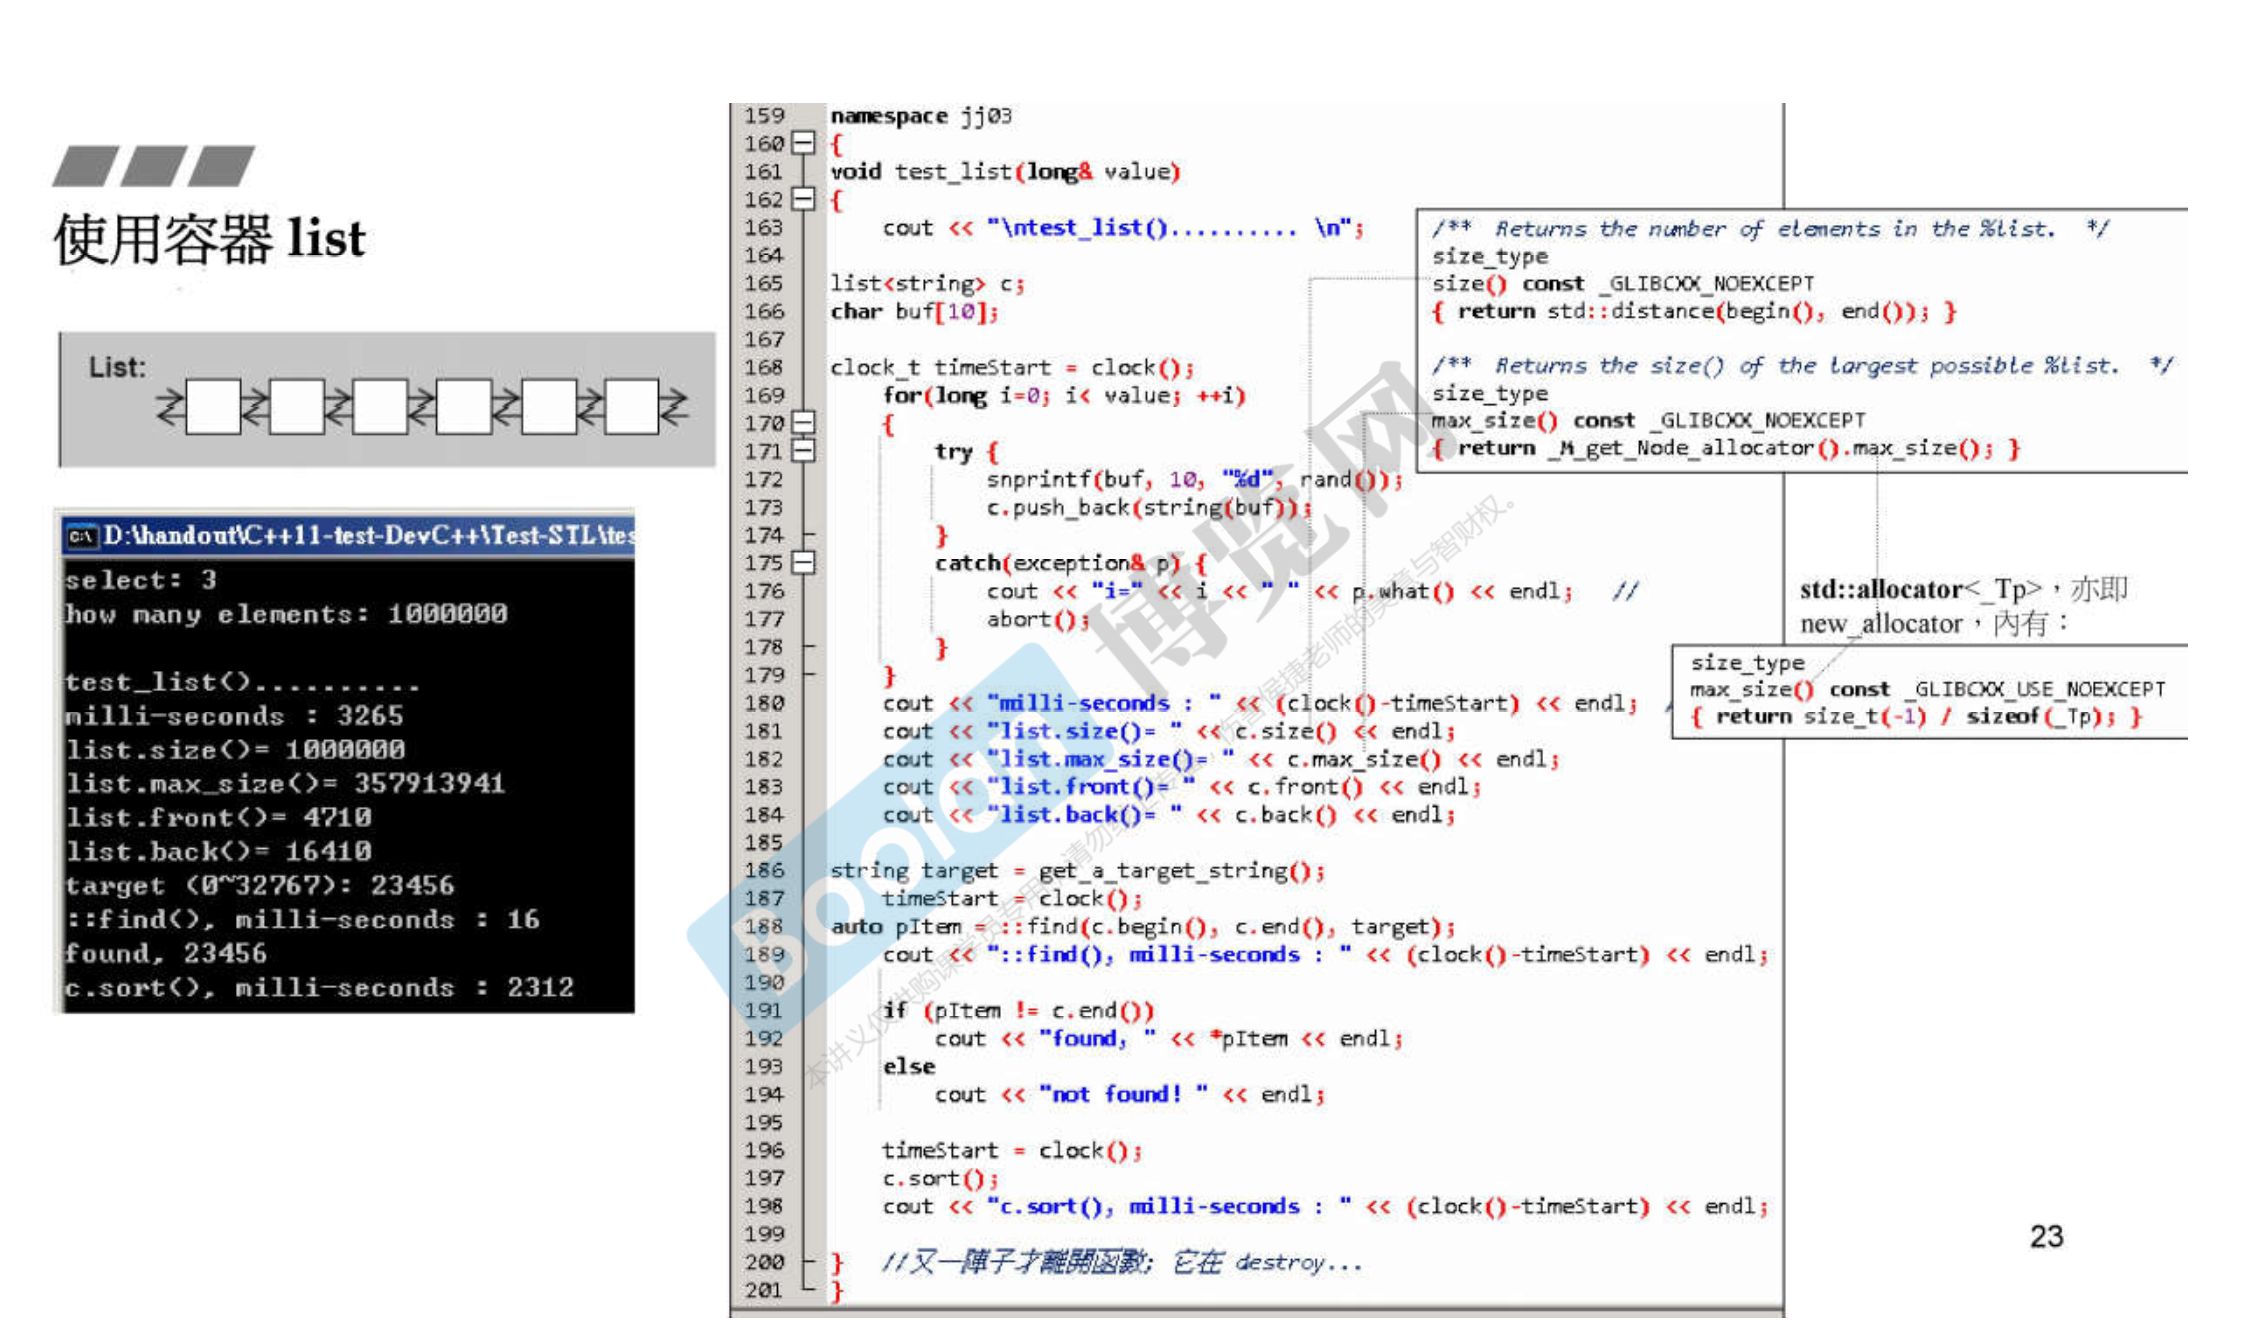 使用容器 list
List:
D:\handout\C++11-test-DevC++\Test-STL\tes
select: 3
how many elements: 1000000
test_list()..........
milli-seconds : 3265
list.size()= 1000000
list.max_size()= 357913941
list.front()= 4710
list.back()= 16410
target (0~32767): 23456
::find(), milli-seconds : 16
found, 23456
c.sort(), milli-seconds : 2312
159 namespace jj03
160 {
161 void test_list(long& value)
162 {
163 cout << "\ntest_list().......... \n";
164
165 list<string> c;
166 char buf[10];
167
168 clock_t timeStart = clock();
169 for(long i=0; i< value; ++i)
170 {
171 try {
172 snprintf(buf, 10, "%d", rand());
173 c.push_back(string(buf));
174 }
175 catch(exception& p) {
176 cout << "i=" << i << " " << p.what() << endl; //
177 abort();
178 }
179 }
180 cout << "milli-seconds : " << (clock()-timeStart) << endl; /
181 cout << "list.size()= " << c.size() << endl;
182 cout << "list.max_size()= " << c.max_size() << endl;
183 cout << "list.front()= " << c.front() << endl;
184 cout << "list.back()= " << c.back() << endl;
185
186 string target = get_a_target_string();
187 timeStart = clock();
188 auto pItem = ::find(c.begin(), c.end(), target);
189 cout << "::find(), milli-seconds : " << (clock()-timeStart) << endl;
190
191 if (pItem != c.end())
192 cout << "found, " << *pItem << endl;
193 else
194 cout << "not found! " << endl;
195
196 timeStart = clock();
197 c.sort();
198 cout << "c.sort(), milli-seconds : " << (clock()-timeStart) << endl;
199
200 } //又一陣子才離開函數; 它在 destroy...
201 }
/** Returns the number of elements in the %list. */
size_type
size() const _GLIBCXX_NOEXCEPT
{ return std::distance(begin(), end()); }
/** Returns the size() of the largest possible %list. */
size_type
max_size() const _GLIBCXX_NOEXCEPT
{ return _M_get_Node_allocator().max_size(); }
std::allocator<_Tp>，亦即
new_allocator，內有：
size_type
max_size() const _GLIBCXX_USE_NOEXCEPT
{ return size_t(-1) / sizeof(_Tp); }
Boolan 博览网
23